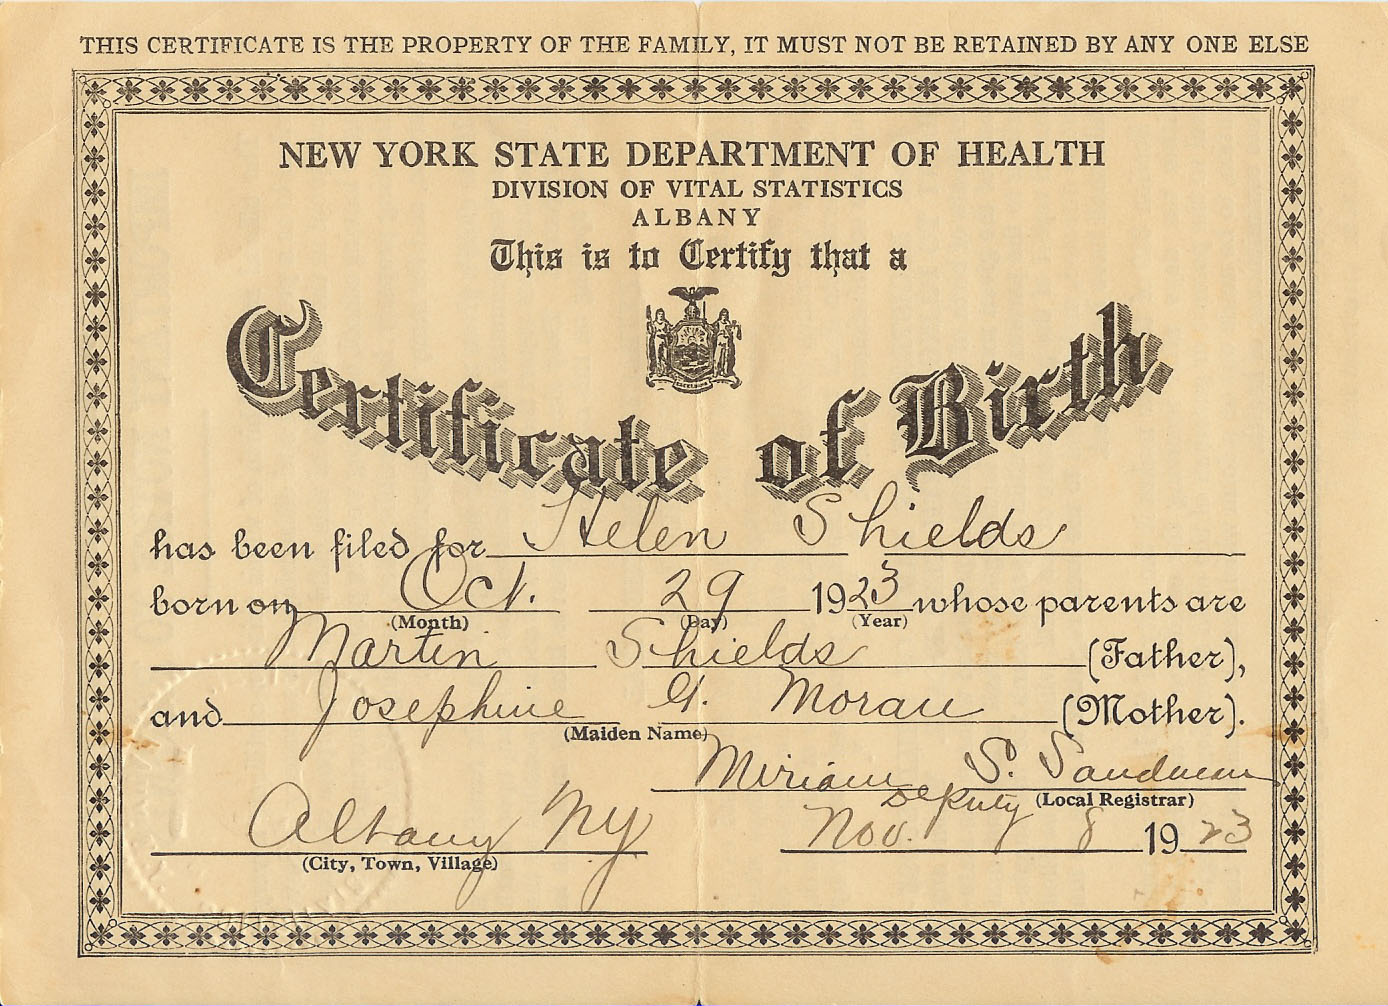 THIS CERTIFICATE IS THE PROPERTY OF THE FAMILY, IT MUST NOT BE RETAINED BY ANY ONE ELSE
NEW YORK STATE DEPARTMENT OF HEALTH
DIVISION OF VITAL STATISTICS
ALBANY
This is to Certify that a
EXCELSIOR
Certificate of Birth
has been filed for Helen Shields
born on Oct. 29 1923 whose parents are
(Month) (Day) (Year)
Martin Shields (Father),
and Josephine G. Moran (Mother).
(Maiden Name)
Miriam S. Sandman
Deputy (Local Registrar)
Albany NY Nov. 8 1923
(City, Town, Village)